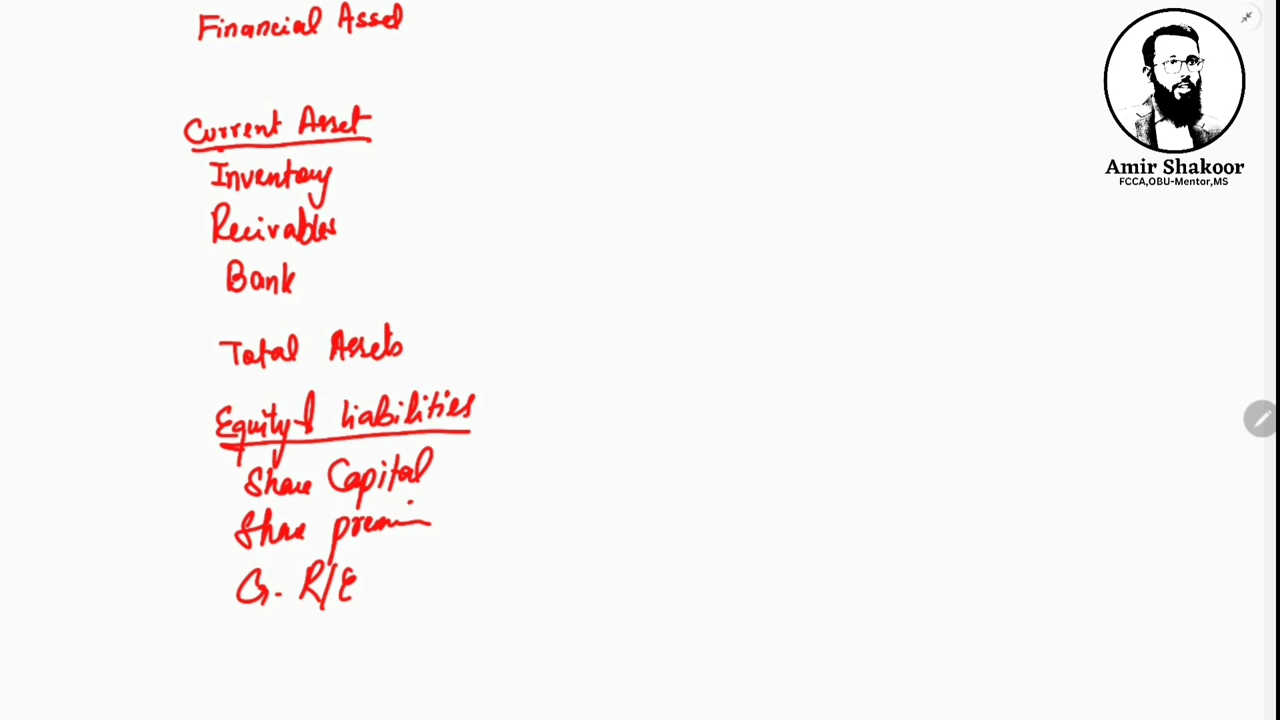 Financial Asset
Current Asset
Inventory
Recivables
Bank
Total Assets
Equity & liabilities
Share Capital
Share premi
G. R/E
Amir Shakoor
FCCA,OBU-Mentor,MS